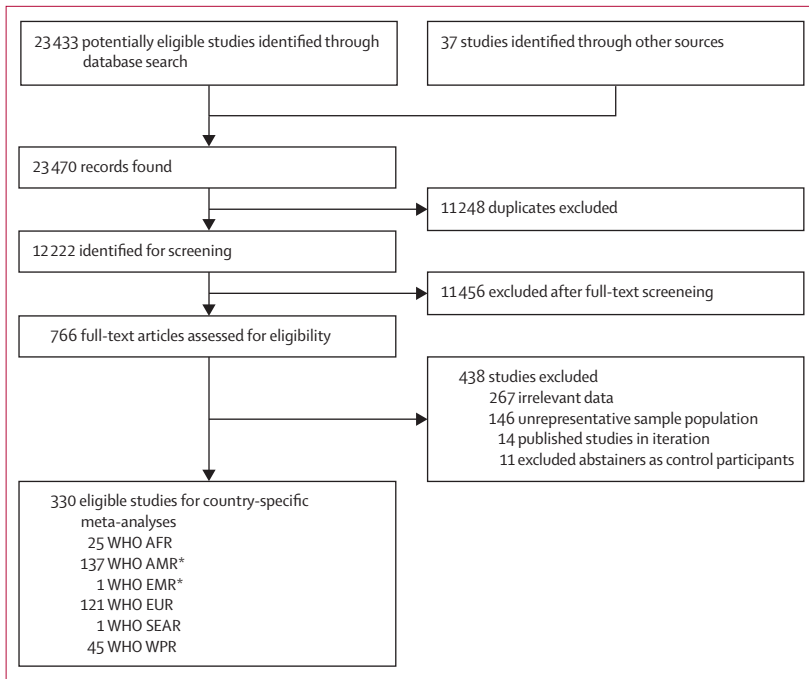 23 433 potentially eligible studies identified through
database search
37 studies identified through other sources
23 470 records found
11 248 duplicates excluded
12 222 identified for screening
11 456 excluded after full-text screeneing
766 full-text articles assessed for eligibility
438 studies excluded
267 irrelevant data
146 unrepresentative sample population
14 published studies in iteration
11 excluded abstainers as control participants
330 eligible studies for country-specific
meta-analyses
25 WHO AFR
137 WHO AMR*
1 WHO EMR*
121 WHO EUR
1 WHO SEAR
45 WHO WPR